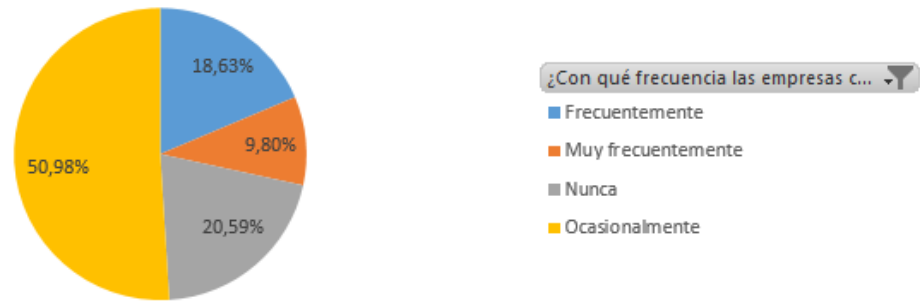 18,63%
9,80%
50,98%
20,59%
¿Con qué frecuencia las empresas c...
Frecuentemente
Muy frecuentemente
Nunca
Ocasionalmente